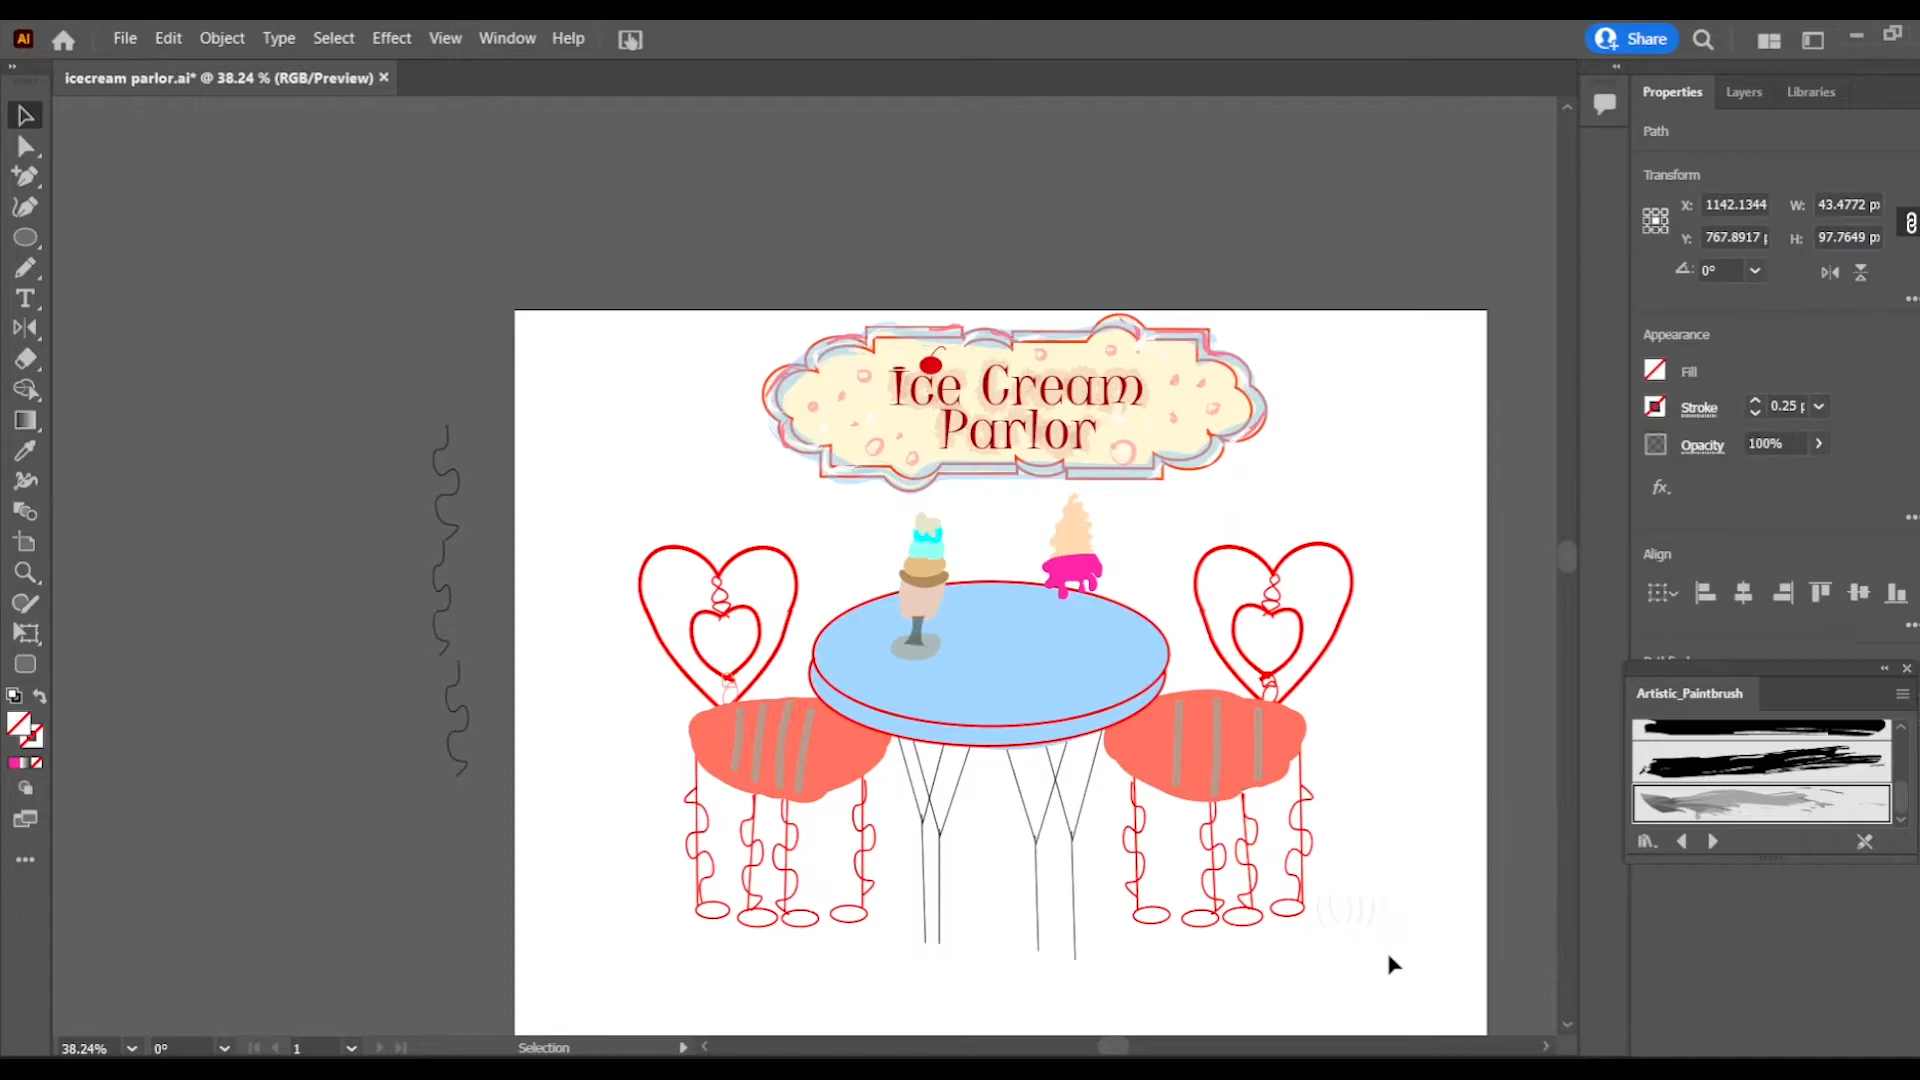 Ai File Edit Object Type Select Effect View Window Help Share
icecream parlor.ai* @ 38.24 % (RGB/Preview) ×
Properties Layers Libraries
Path
Transform
X: 1142.1344 W: 43.4772 px
Y: 767.8917 H: 97.7649 px
0°
Appearance
Fill
Stroke 0.25
Opacity 100%
fx.
Align
Artistic_Paintbrush
Ice Cream
Parlor
38.24% 0° 1 Selection